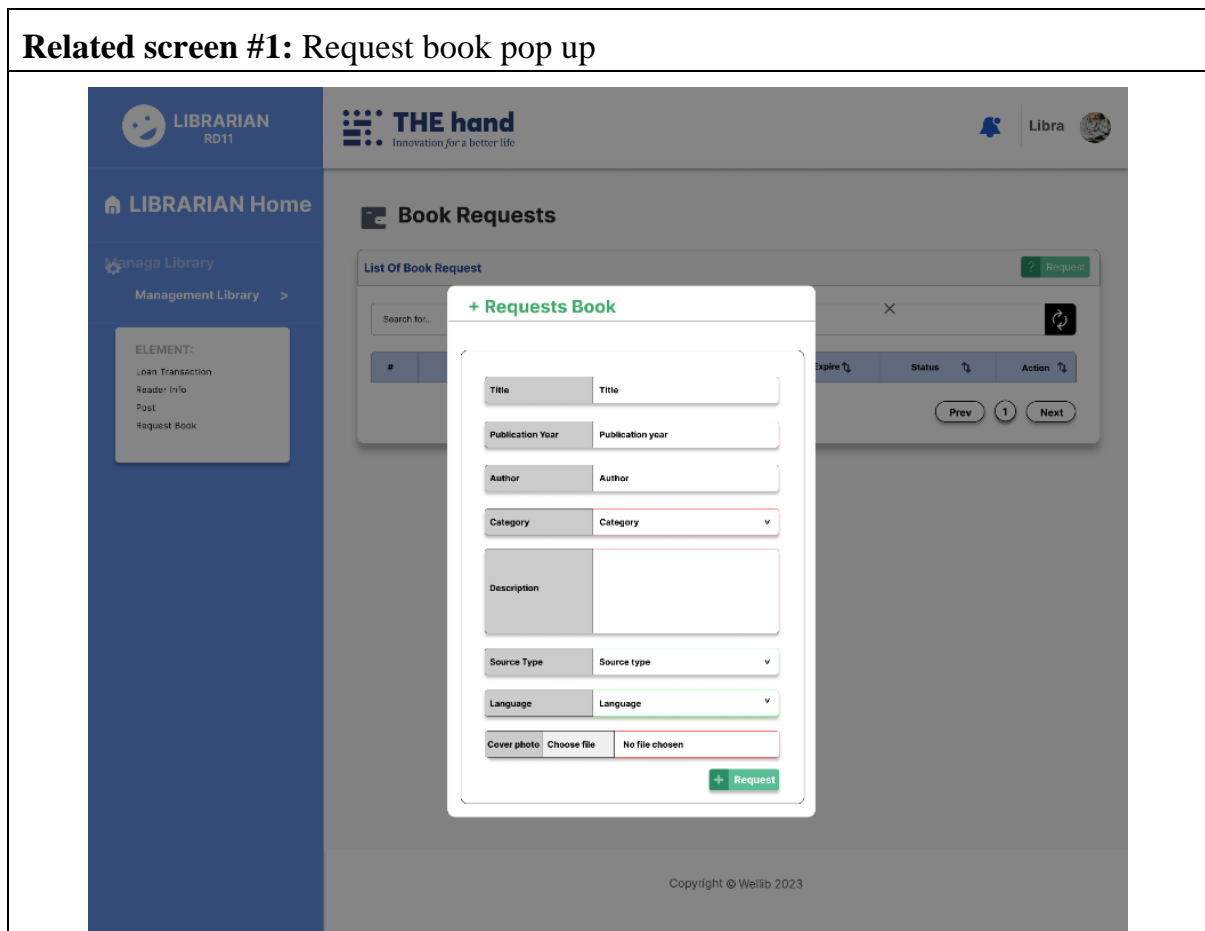 Related screen #1: Request book pop up
LIBRARIAN
RD11
THE hand
Innovation for a better life
Libra
LIBRARIAN Home
Book Requests
Managa Library
Management Library >
List Of Book Request
? Request
+ Requests Book
Search for...
ELEMENT:
Loan Transaction
Reader Info
Post
Request Book
#
Expire
Status
Action
Prev
1
Next
Title
Title
Publication Year
Publication year
Author
Author
Category
Category
Description
Source Type
Source type
Language
Language
Cover photo
Choose file
No file chosen
+ Request
Copyright © Wellib 2023